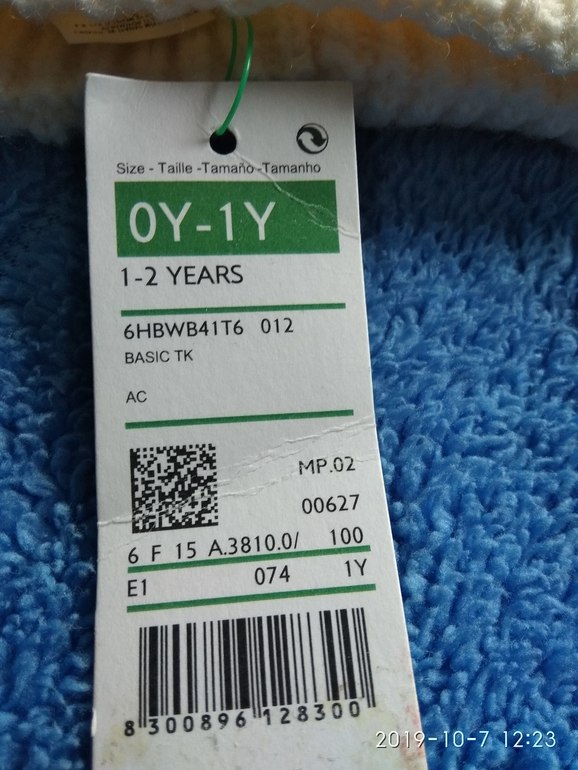 Size - Taille -Tamaño -Tamanho
0Y-1Y
1-2 YEARS
6HBWB41T6 012
BASIC TK
AC
MP.02
00627
6 F 15 A.3810.0/ 100
E1 074 1Y
8 300896 128300
2019-10-7 12:23